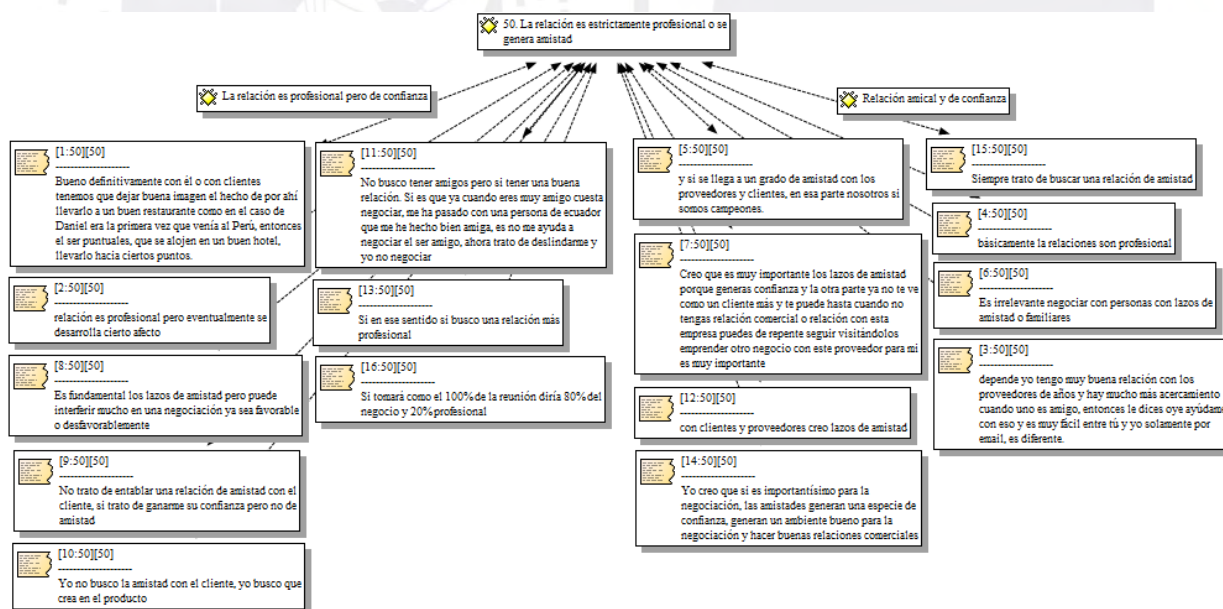 50. La relación es estrictamente profesional o se
genera amistad
La relación es profesional pero de confianza
Relación amical y de confianza
[1:50][50]
--------------------
Bueno definitivamente con él o con clientes
tenemos que dejar buena imagen el hecho de por ahí
llevarlo a un buen restaurante como en el caso de
Daniel era la primera vez que venía al Perú, entonces
el ser puntuales, que se alojen en un buen hotel,
llevarlo hacia ciertos puntos.
[2:50][50]
--------------------
relación es profesional pero eventualmente se
desarrolla cierto afecto
[8:50][50]
--------------------
Es fundamental los lazos de amistad pero puede
interferir mucho en una negociación ya sea favorable
o desfavorablemente
[9:50][50]
--------------------
No trato de entablar una relación de amistad con el
cliente, si trato de ganarme su confianza pero no de
amistad
[10:50][50]
--------------------
Yo no busco la amistad con el cliente, yo busco que
crea en el producto
[11:50][50]
--------------------
No busco tener amigos pero si tener una buena
relación. Si es que ya cuando eres muy amigo cuesta
negociar, me ha pasado con una persona de ecuador
que me he hecho bien amiga, es no me ayuda a
negociar el ser amigo, ahora trato de deslindarme y
yo no negociar
[13:50][50]
--------------------
Si en ese sentido si busco una relación más
profesional
[16:50][50]
--------------------
Si tomará como el 100% de la reunión diría 80% del
negocio y 20% profesional
[5:50][50]
--------------------
y si se llega a un grado de amistad con los
proveedores y clientes, en esa parte nosotros si
somos campeones.
[7:50][50]
--------------------
Creo que es muy importante los lazos de amistad
porque generas confianza y la otra parte ya no te ve
como un cliente más y te puede hasta cuando no
tengas relación comercial o relación con esta
empresa puedes de repente seguir visitándolos
emprender otro negocio con este proveedor para mi
es muy importante
[12:50][50]
--------------------
con clientes y proveedores creo lazos de amistad
[14:50][50]
--------------------
Yo creo que si es importantísimo para la
negociación, las amistades generan una especie de
confianza, generan un ambiente bueno para la
negociación y hacer buenas relaciones comerciales
[15:50][50]
--------------------
Siempre trato de buscar una relación de amistad
[4:50][50]
--------------------
básicamente la relaciones son profesional
[6:50][50]
--------------------
Es irrelevante negociar con personas con lazos de
amistad o familiares
[3:50][50]
--------------------
depende yo tengo muy buena relación con los
proveedores de años y hay mucho más acercamiento
cuando uno es amigo, entonces le dices oye ayúdame
con eso y es muy fácil entre tú y yo solamente por
email, es diferente.